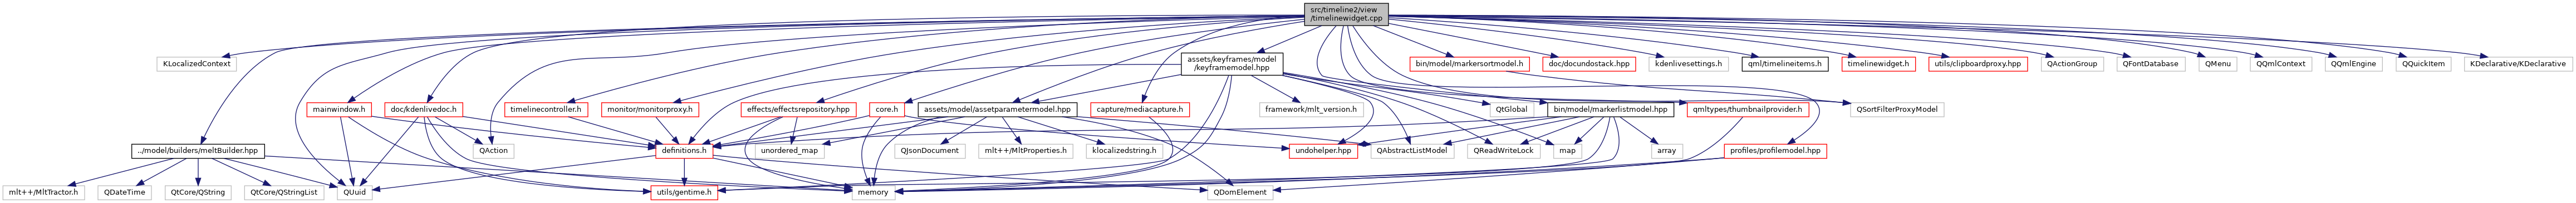 src/timeline2/view
/timelinewidget.cpp
KLocalizedContext
assets/keyframes/model
/keyframemodel.hpp
bin/model/markersortmodel.h
doc/docundostack.hpp
kdenlivesettings.h
qml/timelineitems.h
timelinewidget.h
utils/clipboardproxy.hpp
QActionGroup
QFontDatabase
QMenu
QQmlContext
QQmlEngine
QQuickItem
KDeclarative/KDeclarative
mainwindow.h
doc/kdenlivedoc.h
timelinecontroller.h
monitor/monitorproxy.h
effects/effectsrepository.hpp
core.h
assets/model/assetparametermodel.hpp
capture/mediacapture.h
framework/mlt_version.h
QtGlobal
bin/model/markerlistmodel.hpp
qmltypes/thumbnailprovider.h
QSortFilterProxyModel
../model/builders/meltBuilder.hpp
QAction
definitions.h
unordered_map
QJsonDocument
mlt++/MltProperties.h
klocalizedstring.h
undohelper.hpp
QAbstractListModel
QReadWriteLock
map
array
profiles/profilemodel.hpp
mlt++/MltTractor.h
QDateTime
QtCore/QString
QtCore/QStringList
QUuid
utils/gentime.h
memory
QDomElement